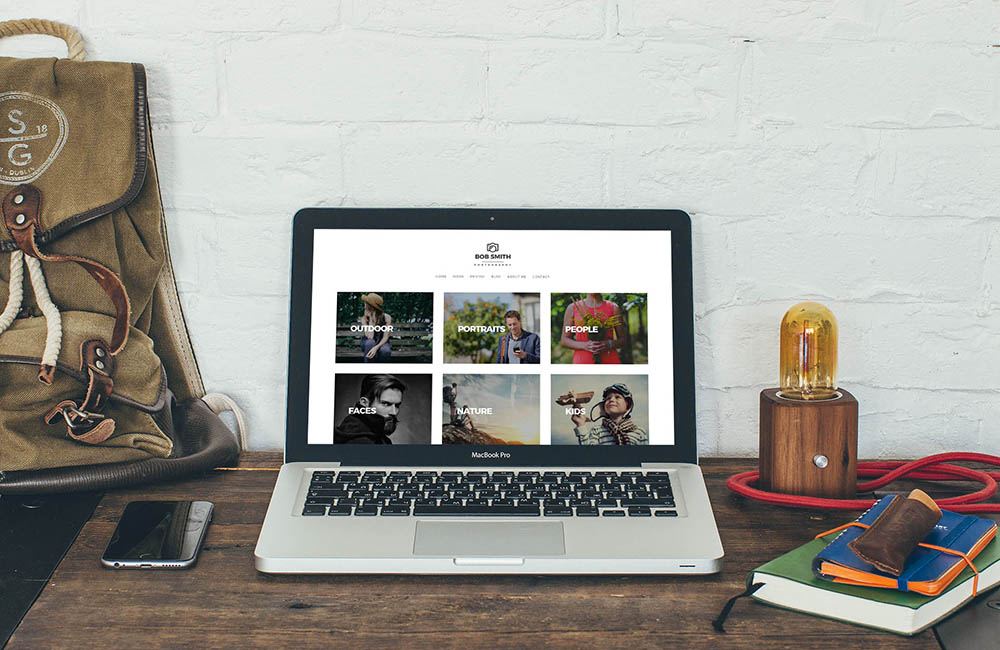 S 18
G
DUBLIN
BOB SMITH
PHOTOGRAPHY
HOME WORK PRICING BLOG ABOUT ME CONTACT
OUTDOOR PORTRAITS PEOPLE
FACES NATURE KIDS
MacBook Pro